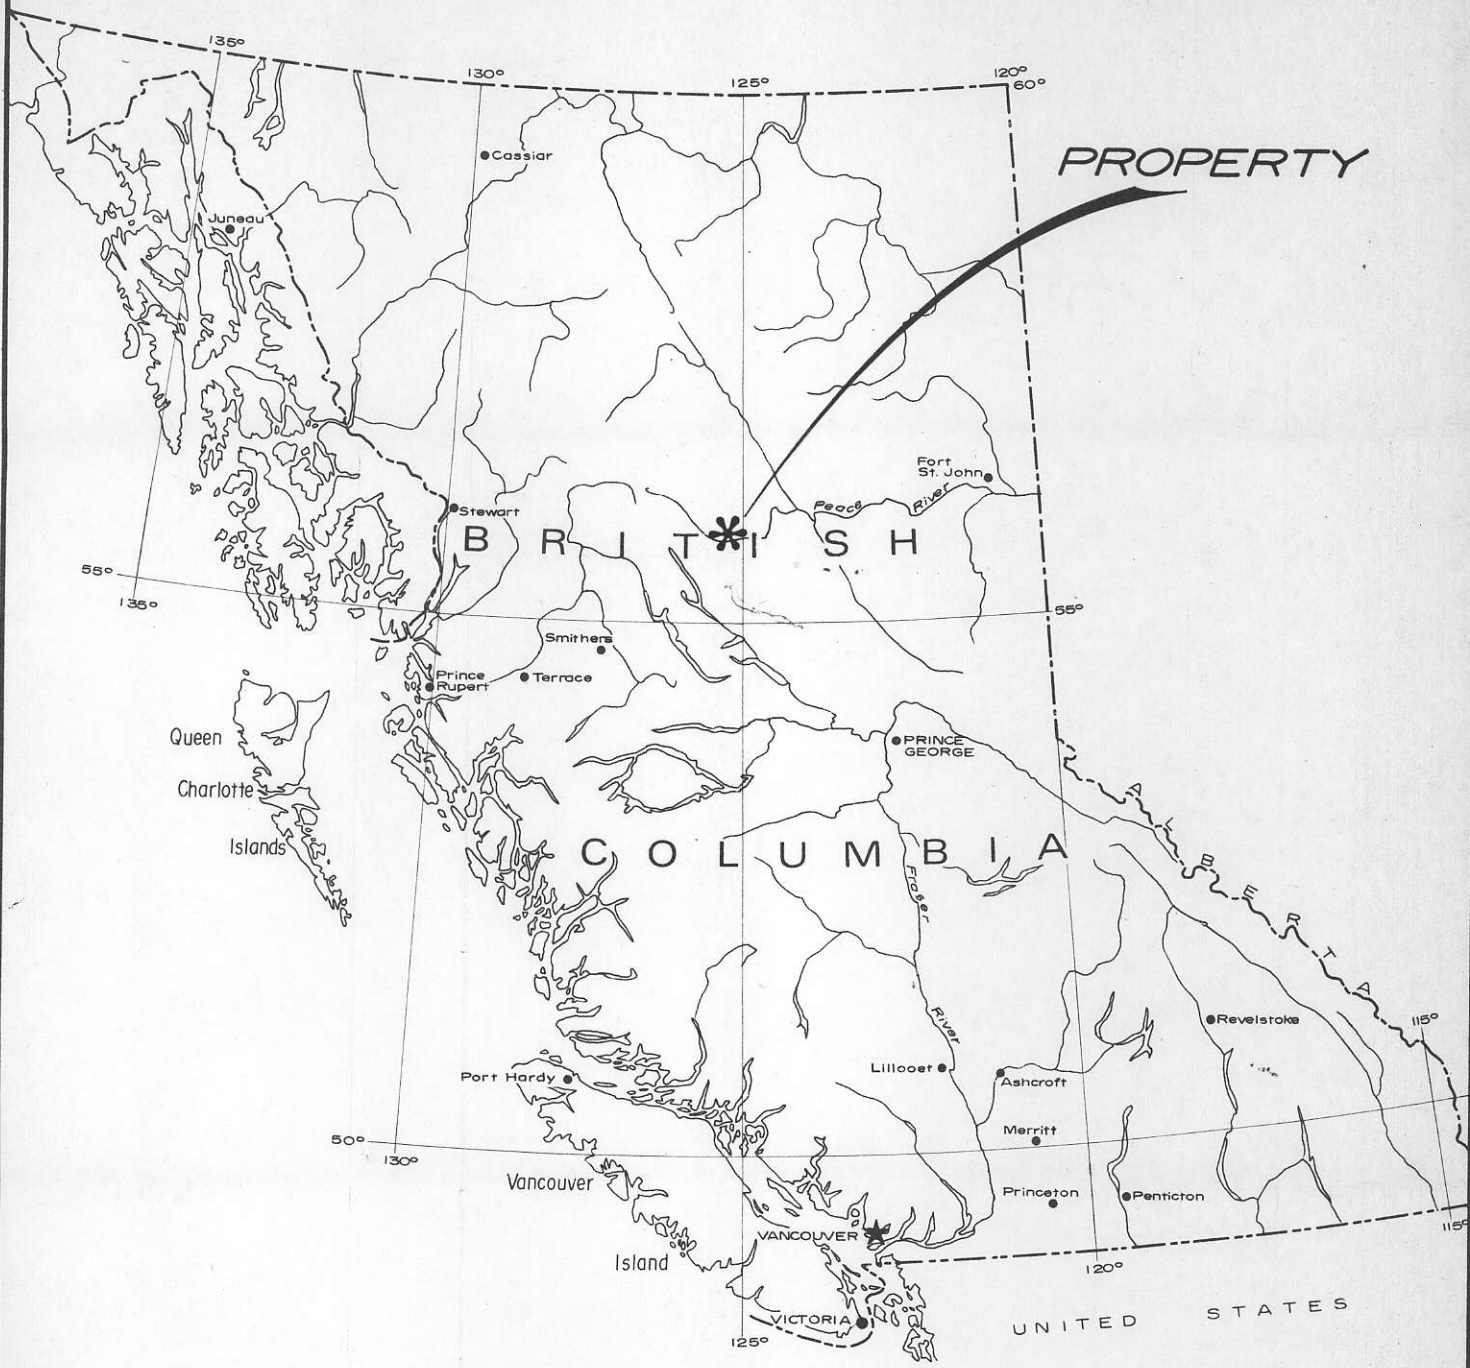 135°
130°
125°
120°
60°
PROPERTY
Cassiar
Juneau
Fort
St. John
Peace River
Stewart
BRITISH
55°
135°
55°
Smithers
Prince
Rupert
Terrace
Queen
Charlotte
Islands
PRINCE
GEORGE
ALBERTA
COLUMBIA
Fraser River
Revelstoke
115°
Lillooet
Ashcroft
Port Hardy
Merritt
50°
130°
Vancouver
Island
Princeton
Penticton
VANCOUVER
115°
120°
VICTORIA
125°
UNITED STATES